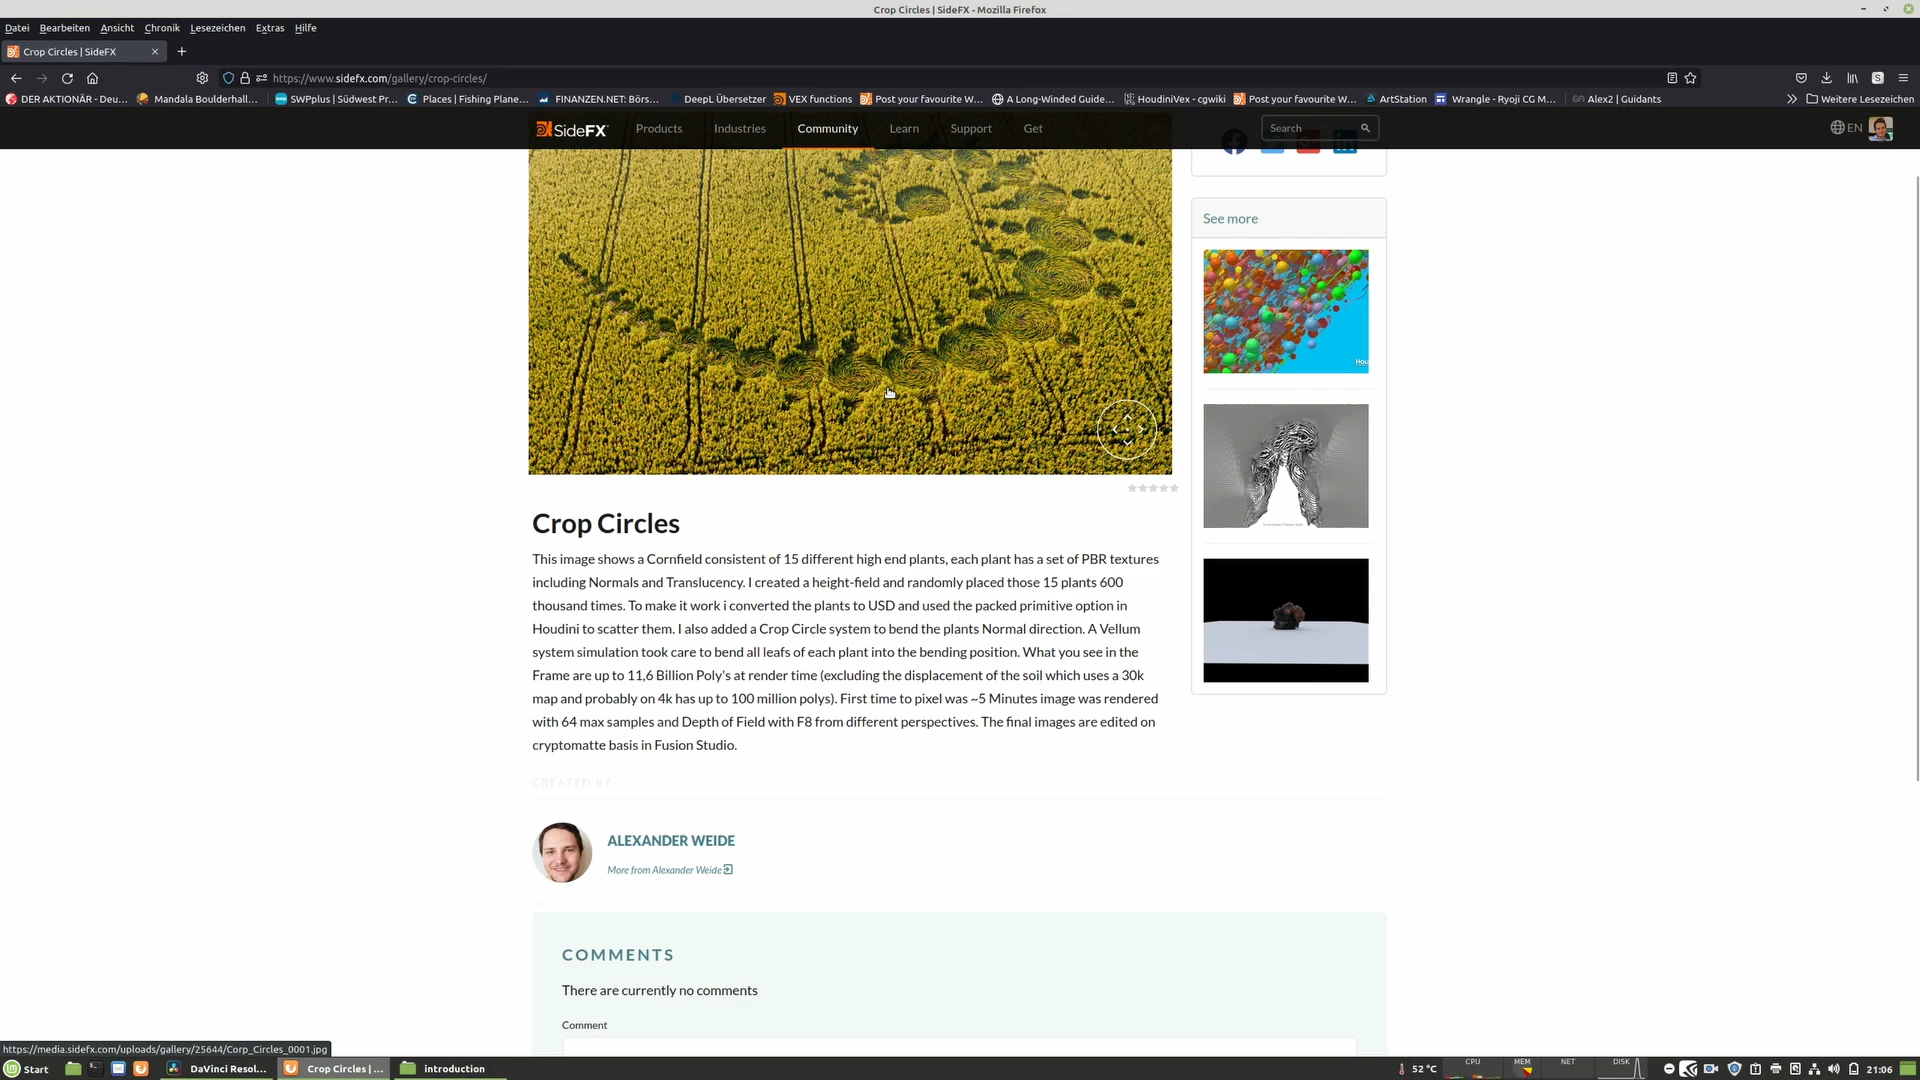 Crop Circles | SideFX - Mozilla Firefox
Datei Bearbeiten Ansicht Chronik Lesezeichen Extras Hilfe
Crop Circles | SideFX
https://www.sidefx.com/gallery/crop-circles/
DER AKTIONÄR - Deu... Mandala Boulderhall... SWPplus | Südwest Pr... Places | Fishing Plane... FINANZEN.NET: Börs... DeepL Übersetzer VEX functions Post your favourite W... A Long-Winded Guide... HoudiniVex - cgwiki Post your favourite W... ArtStation Wrangle - Ryoji CG M... Alex2 | Guidants Weitere Lesezeichen
SideFX Products Industries Community Learn Support Get Search EN
See more
Hou
Crop Circles
This image shows a Cornfield consistent of 15 different high end plants, each plant has a set of PBR textures
including Normals and Translucency. I created a height-field and randomly placed those 15 plants 600
thousand times. To make it work i converted the plants to USD and used the packed primitive option in
Houdini to scatter them. I also added a Crop Circle system to bend the plants Normal direction. A Vellum
system simulation took care to bend all leafs of each plant into the bending position. What you see in the
Frame are up to 11,6 Billion Poly's at render time (excluding the displacement of the soil which uses a 30k
map and probably on 4k has up to 100 million polys). First time to pixel was ~5 Minutes image was rendered
with 64 max samples and Depth of Field with F8 from different perspectives. The final images are edited on
cryptomatte basis in Fusion Studio.
CREATED BY
ALEXANDER WEIDE
More from Alexander Weide
COMMENTS
There are currently no comments
Comment
https://media.sidefx.com/uploads/gallery/25644/Corp_Circles_0001.jpg
Start DaVinci Resol... Crop Circles | ... introduction 52 °C CPU MEM NET DISK 21:06